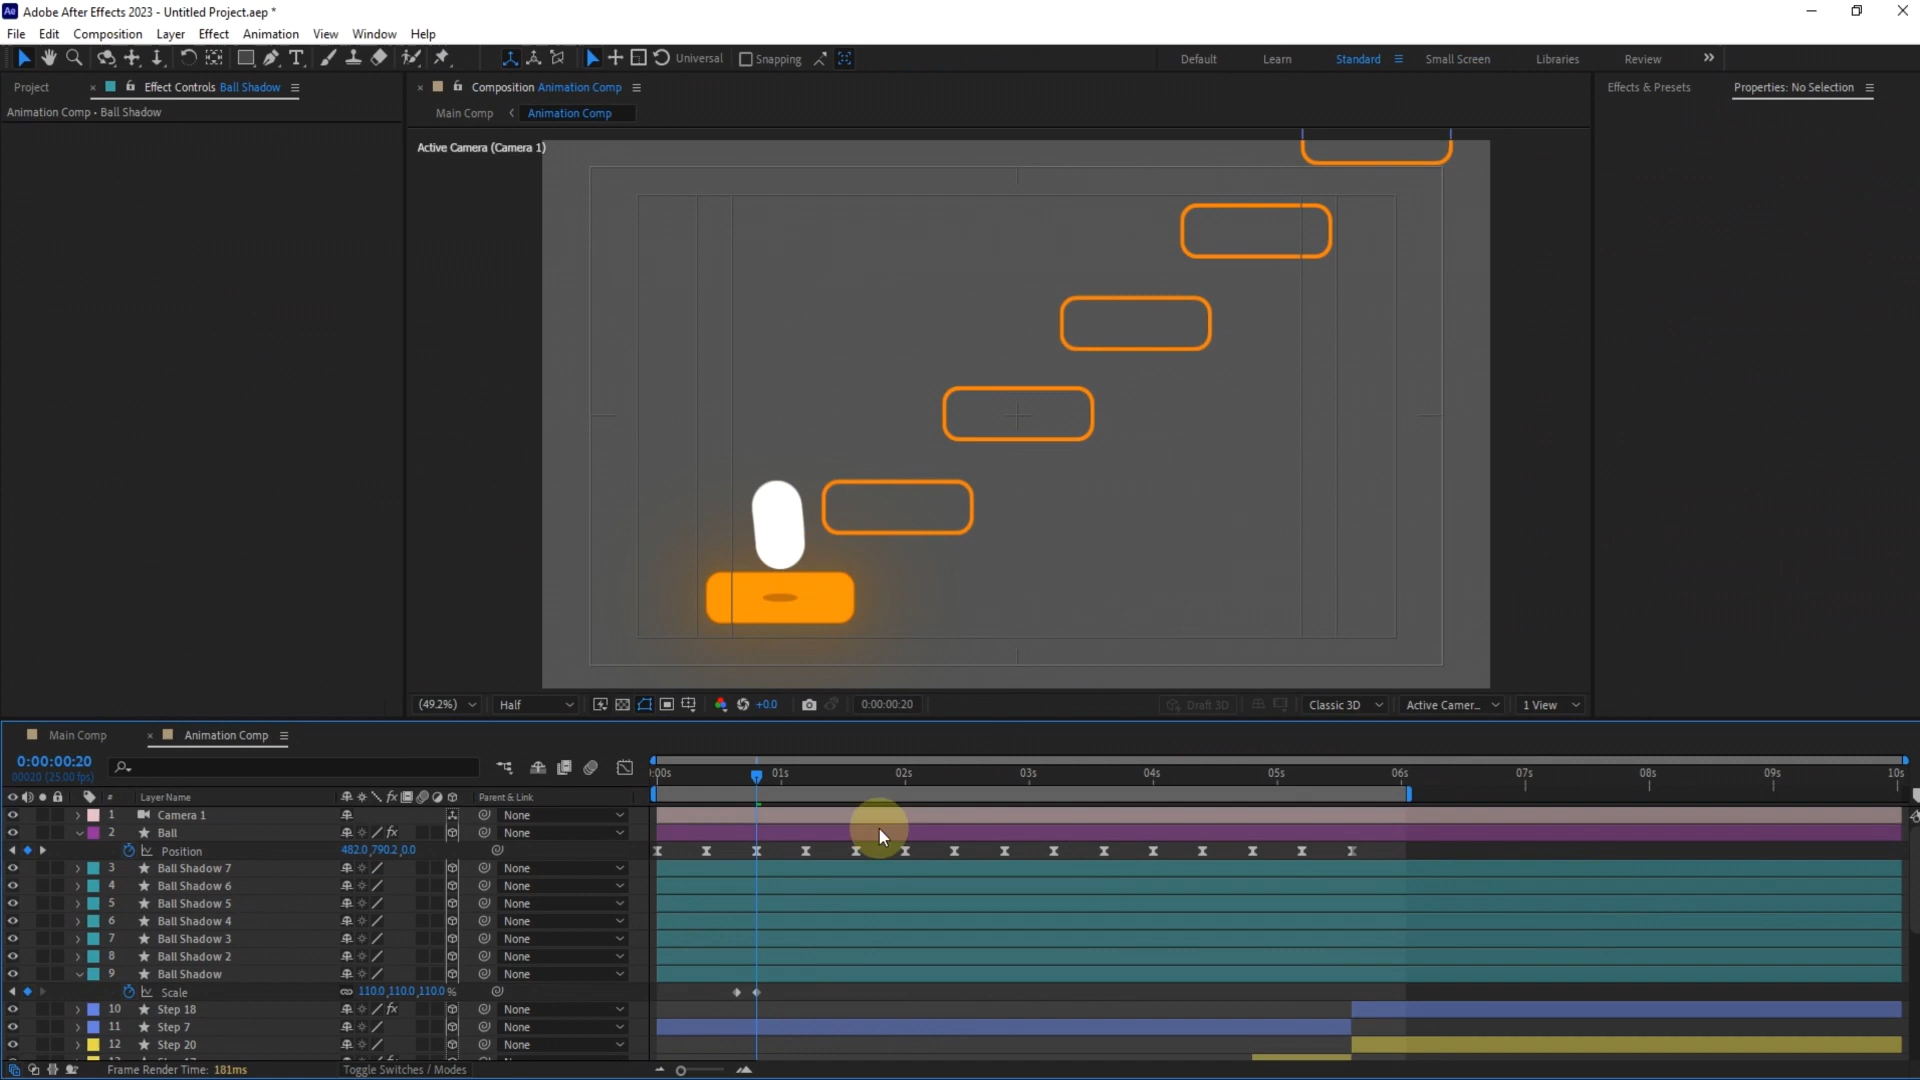 Adobe After Effects 2023 - Untitled Project.aep *
File Edit Composition Layer Effect Animation View Window Help
Universal Snapping Default Learn Standard Small Screen Libraries Review
Project Effect Controls Ball Shadow Composition Animation Comp Effects & Presets Properties: No Selection
Animation Comp • Ball Shadow Main Comp Animation Comp
Active Camera (Camera 1)
(49.2%) Half +0.0 0:00:00:20 Draft 3D Classic 3D Active Camer... 1 View
Main Comp Animation Comp
0:00:00:20
00020 (25.00 fps)
:00s 01s 02s 03s 04s 05s 06s 07s 08s 09s 10s
# Layer Name Parent & Link
1 Camera 1 None
2 Ball None
Position 482.0,790.2,0.0
3 Ball Shadow 7 None
4 Ball Shadow 6 None
5 Ball Shadow 5 None
6 Ball Shadow 4 None
7 Ball Shadow 3 None
8 Ball Shadow 2 None
9 Ball Shadow None
Scale 110.0,110.0,110.0%
10 Step 18 None
11 Step 7 None
12 Step 20 None
Frame Render Time: 181ms Toggle Switches / Modes